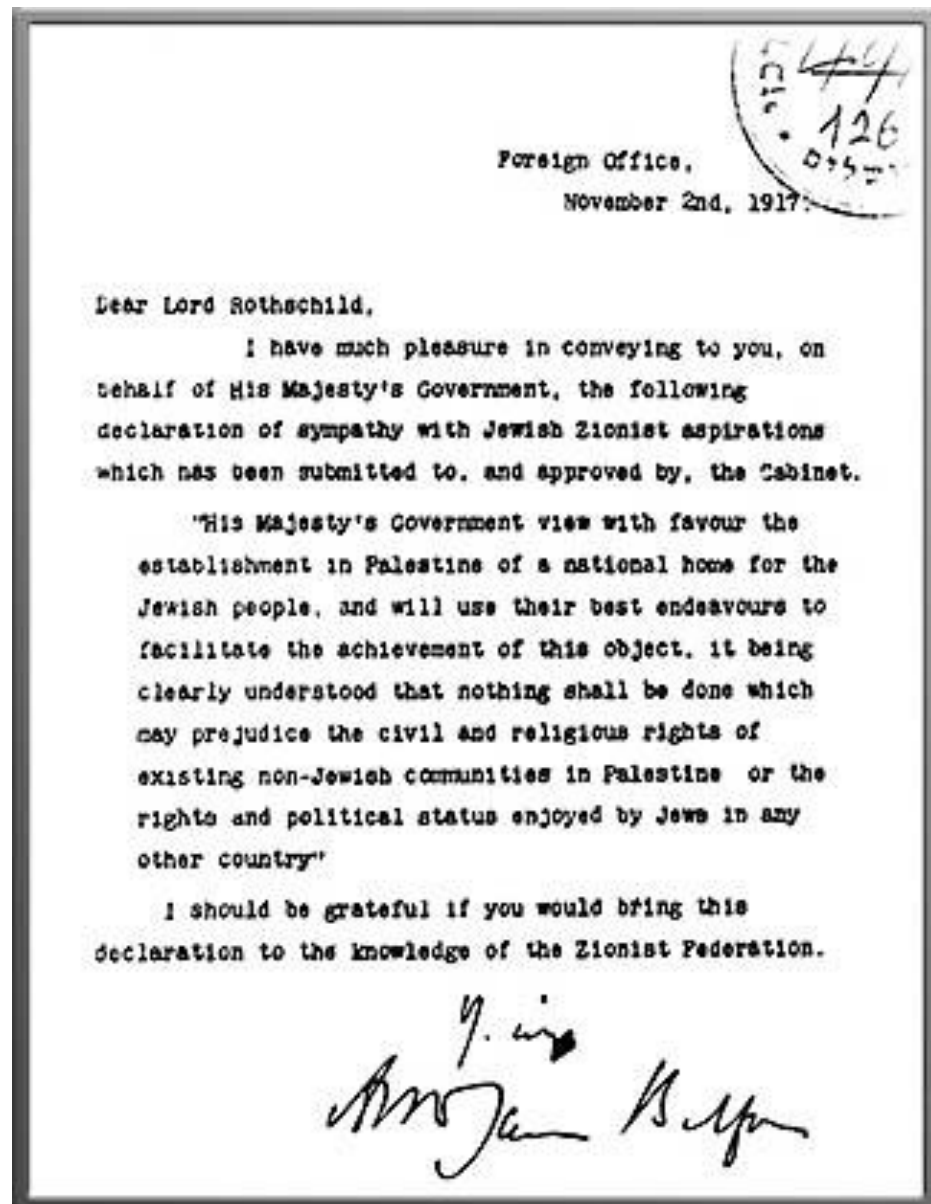 126
Foreign Office,
November 2nd, 1917.
Dear Lord Rothschild,
I have much pleasure in conveying to you, on
behalf of His Majesty's Government, the following
declaration of sympathy with Jewish Zionist aspirations
which has been submitted to, and approved by, the Cabinet.
"His Majesty's Government view with favour the
establishment in Palestine of a national home for the
Jewish people, and will use their best endeavours to
facilitate the achievement of this object, it being
clearly understood that nothing shall be done which
may prejudice the civil and religious rights of
existing non-Jewish communities in Palestine or the
rights and political status enjoyed by Jews in any
other country"
I should be grateful if you would bring this
declaration to the knowledge of the Zionist Federation.
Arthur James Balfour